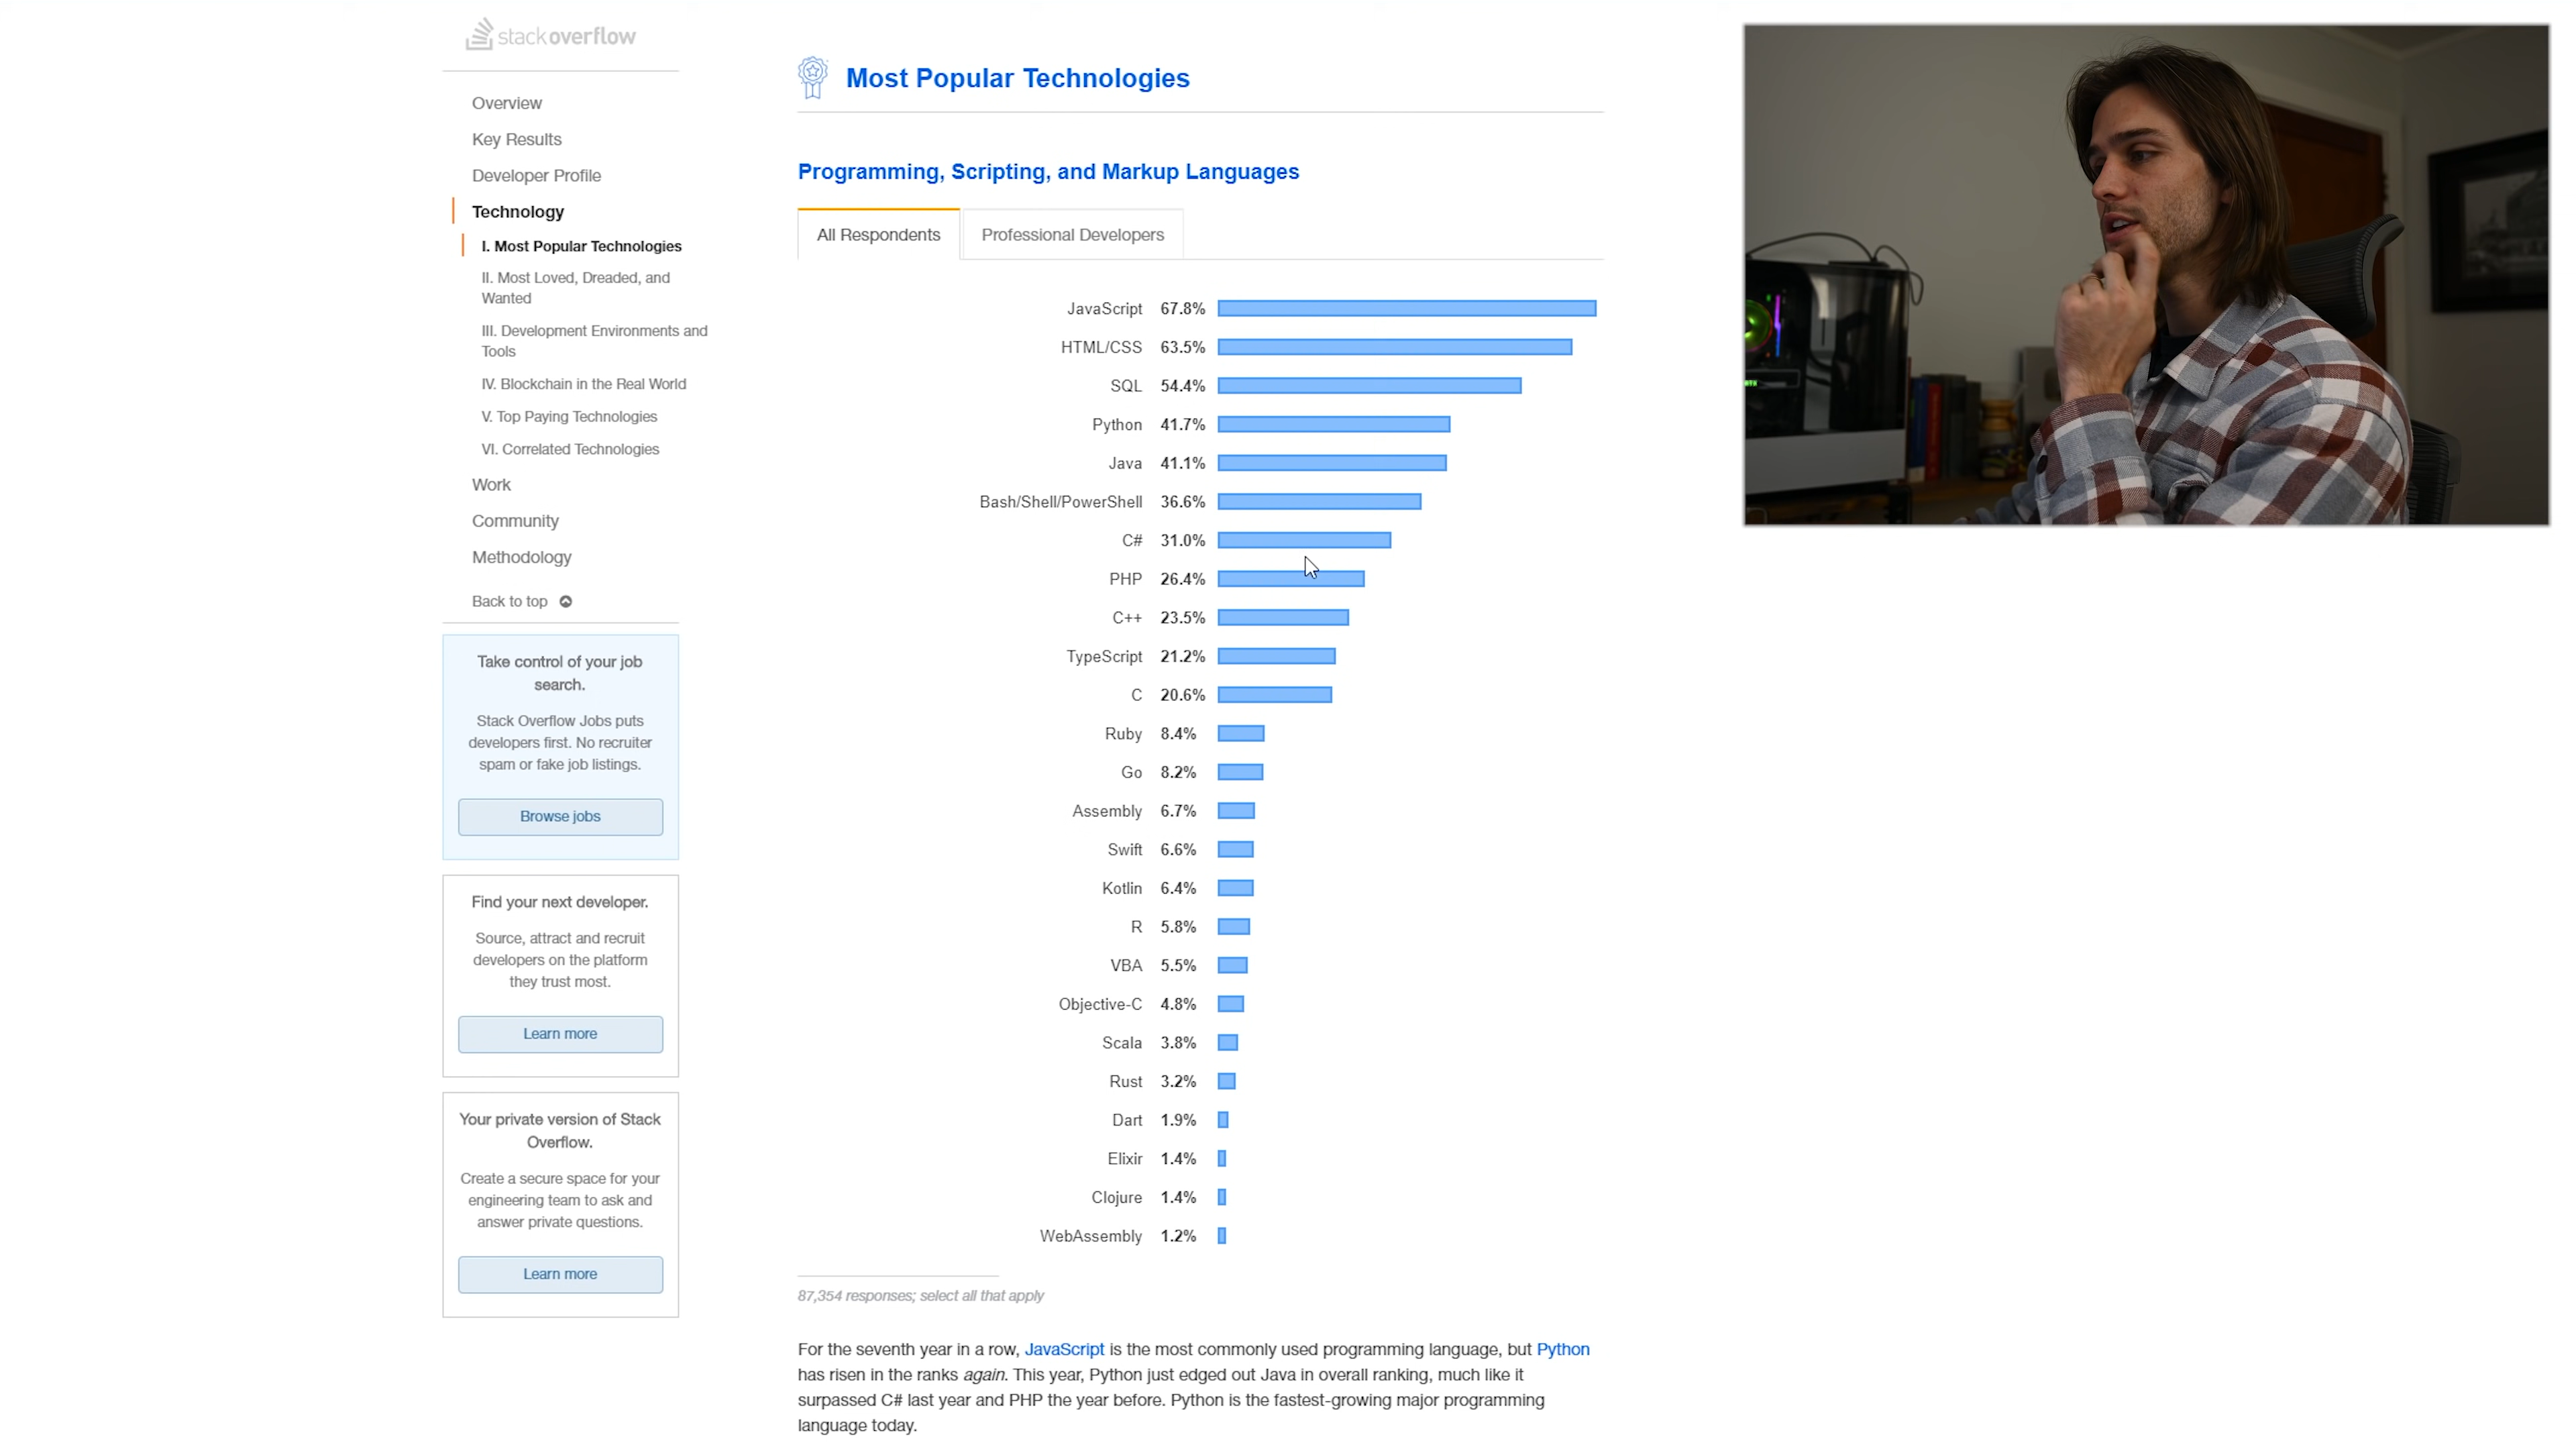 stackoverflow
Overview
Key Results
Developer Profile
Technology
I. Most Popular Technologies
II. Most Loved, Dreaded, and
Wanted
III. Development Environments and
Tools
IV. Blockchain in the Real World
V. Top Paying Technologies
VI. Correlated Technologies
Work
Community
Methodology
Back to top
Take control of your job
search.
Stack Overflow Jobs puts
developers first. No recruiter
spam or fake job listings.
Browse jobs
Find your next developer.
Source, attract and recruit
developers on the platform
they trust most.
Learn more
Your private version of Stack
Overflow.
Create a secure space for your
engineering team to ask and
answer private questions.
Learn more
Most Popular Technologies
Programming, Scripting, and Markup Languages
All Respondents Professional Developers
JavaScript 67.8%
HTML/CSS 63.5%
SQL 54.4%
Python 41.7%
Java 41.1%
Bash/Shell/PowerShell 36.6%
C# 31.0%
PHP 26.4%
C++ 23.5%
TypeScript 21.2%
C 20.6%
Ruby 8.4%
Go 8.2%
Assembly 6.7%
Swift 6.6%
Kotlin 6.4%
R 5.8%
VBA 5.5%
Objective-C 4.8%
Scala 3.8%
Rust 3.2%
Dart 1.9%
Elixir 1.4%
Clojure 1.4%
WebAssembly 1.2%
87,354 responses; select all that apply
For the seventh year in a row, JavaScript is the most commonly used programming language, but Python
has risen in the ranks again. This year, Python just edged out Java in overall ranking, much like it
surpassed C# last year and PHP the year before. Python is the fastest-growing major programming
language today.